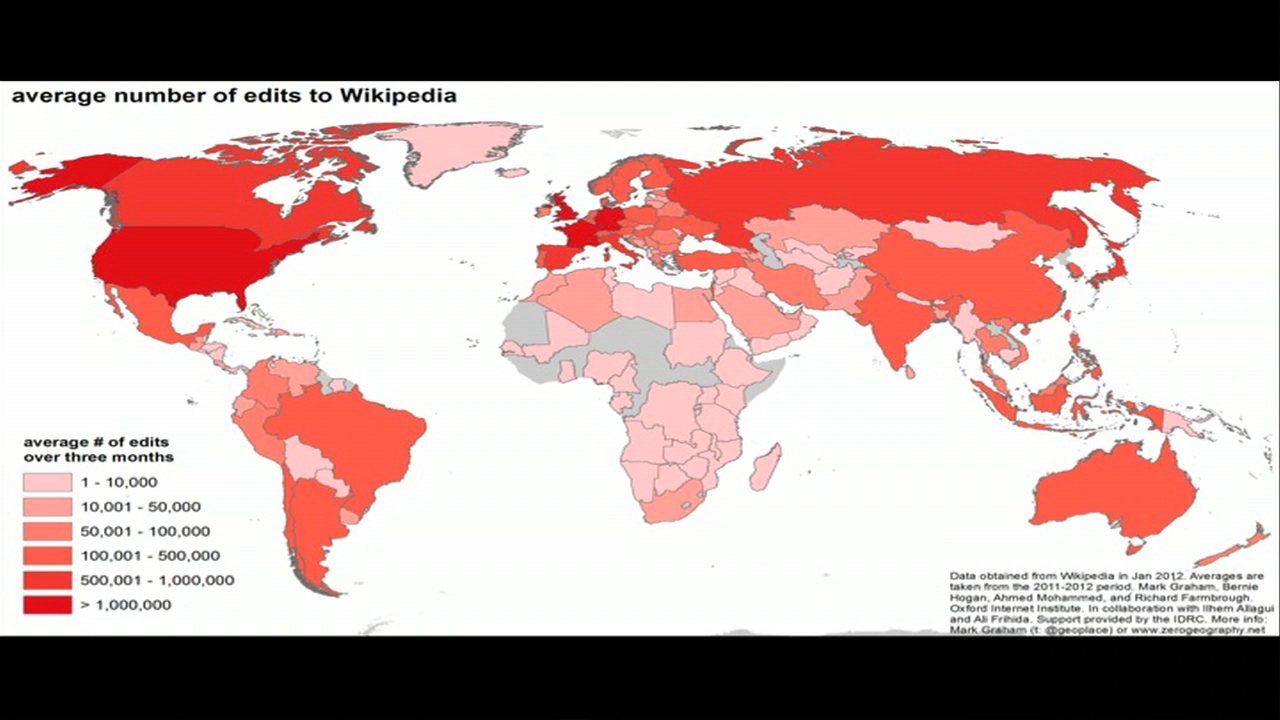 average number of edits to Wikipedia
average # of edits
over three months
1 - 10,000
10,001 - 50,000
50,001 - 100,000
100,001 - 500,000
500,001 - 1,000,000
> 1,000,000
Data obtained from Wikipedia in Jan 2012. Averages are
taken from the 2011-2012 period. Mark Graham, Bernie
Hogan, Ahmed Mohammed, and Richard Farmbrough.
Oxford Internet Institute. In collaboration with Ilhem Allagui
and Ali Frihida. Support provided by the IDRC. More info:
Mark Graham (t: @geoplace) or www.zerogeography.net